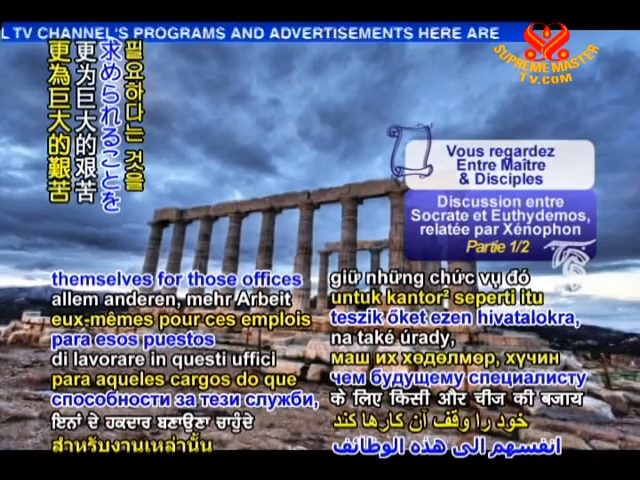 L TV CHANNEL'S PROGRAMS AND ADVERTISEMENTS HERE ARE
SUPREME MASTER
TV.COM
필요하다는 것을
求められることを
更为巨大的艰苦
更為巨大的艱苦
Vous regardez
Entre Maître
& Disciples
Discussion entre
Socrate et Euthydemos,
relatée par Xénophon
Partie 1/2
themselves for those offices
allem anderen, mehr Arbeit
eux-mêmes pour ces emplois
para esos puestos
di lavorare in questi uffici
para aqueles cargos do que
способности за тези служби,
ਇਨਾਂ ਦੇ ਹਕਦਾਰ ਬਣਾਉਣਾ ਚਾਹੁੰਦੇ
สำหรับงานเหล่านั้น
giữ những chức vụ đó
untuk kantor² seperti itu
teszik őket ezen hivatalokra,
na také úrady,
маш их хөдөлмөр, хүчин
чем будущему специалисту
के लिए किसी और चीज की बजाय
خود را وقف آن کارها کند
انفسهم الى هذه الوظائف